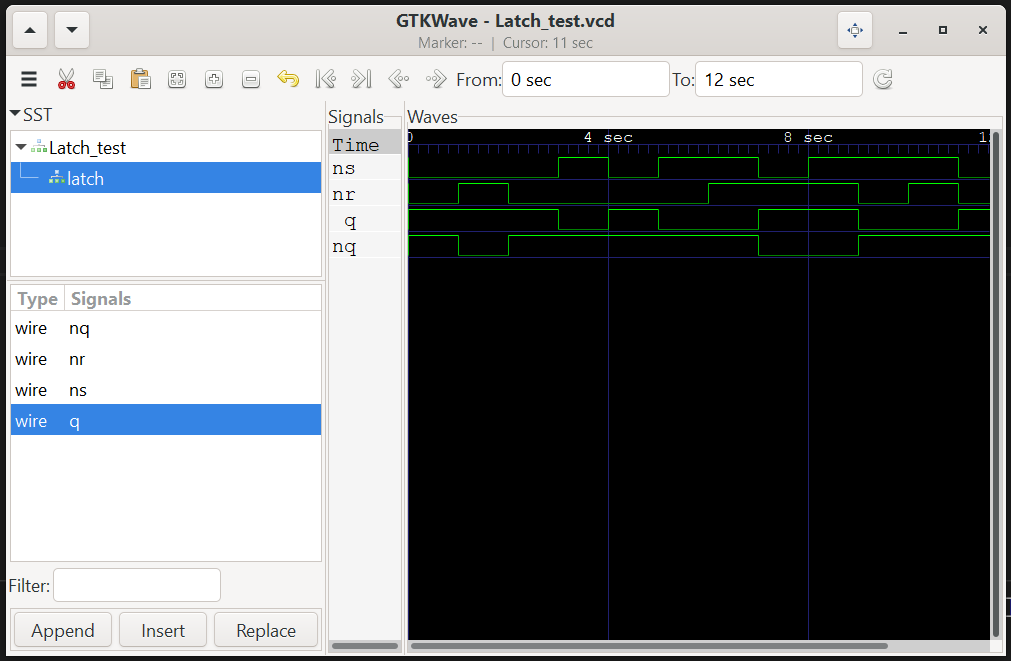 GTKWave - Latch_test.vcd
Marker: -- | Cursor: 11 sec
From: 0 sec To: 12 sec
SST
Latch_test
latch
Type Signals
wire nq
wire nr
wire ns
wire q
Filter:
Append Insert Replace
Signals
Time
ns
nr
q
nq
Waves
0 4 sec 8 sec 1